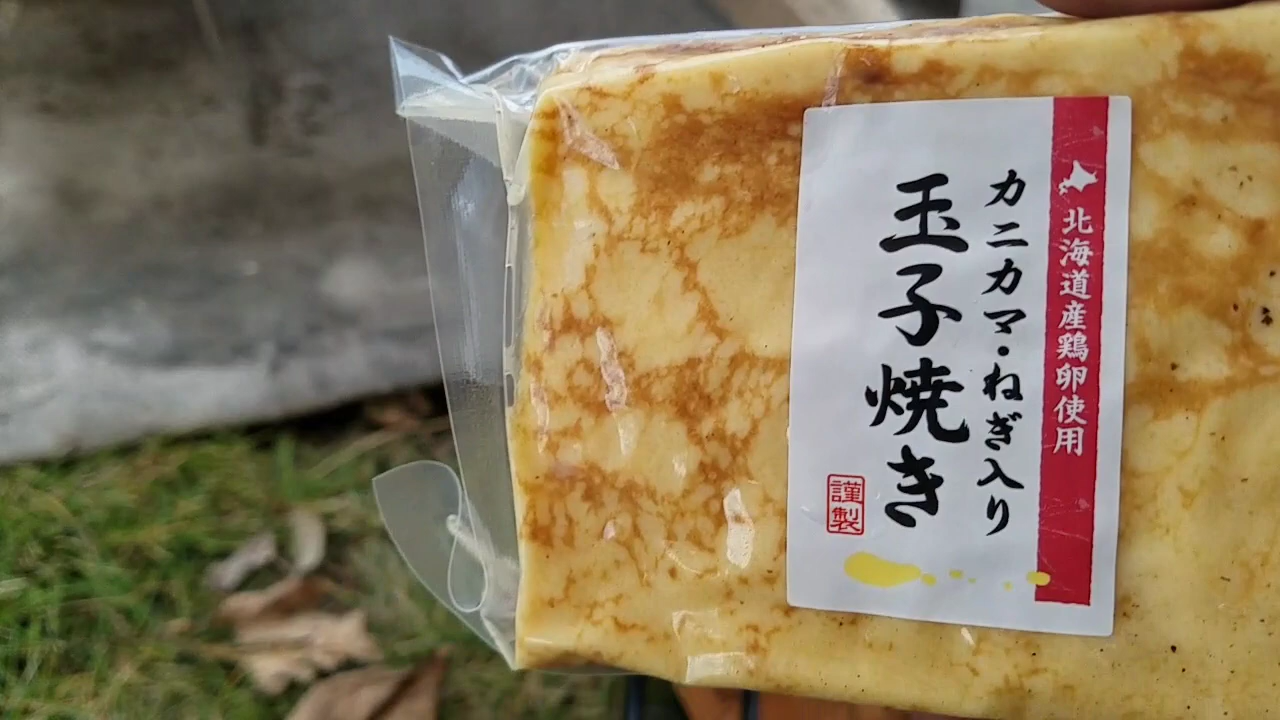 北海道産鶏卵使用
カニカマ・ねぎ入り
玉子焼き
謹製